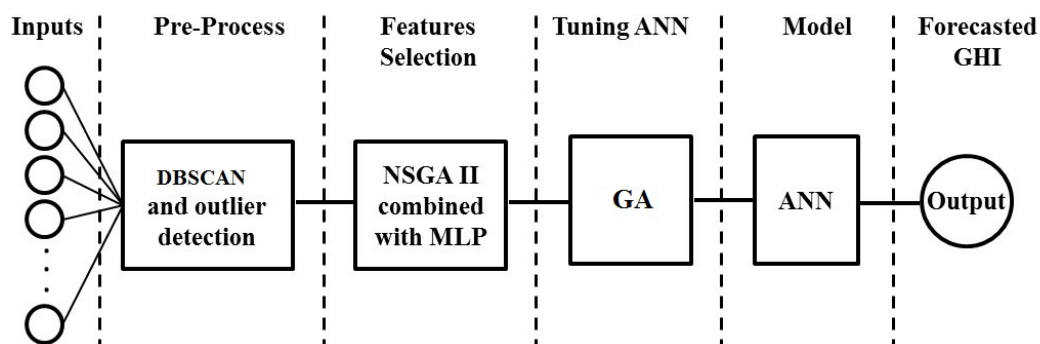 Inputs
Pre-Process
Features
Selection
Tuning ANN
Model
Forecasted
GHI
DBSCAN
and outlier
detection
NSGA II
combined
with MLP
GA
ANN
Output